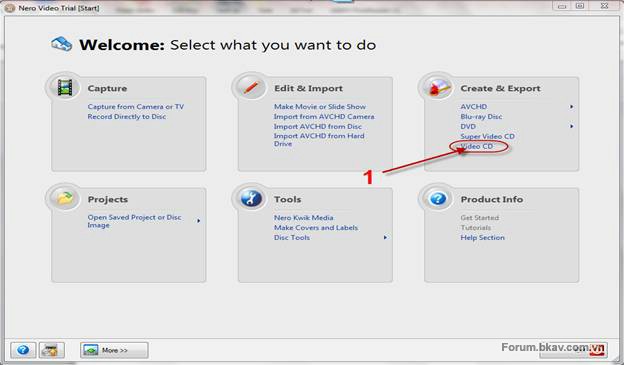 Nero Video Trial [Start]
Welcome: Select what you want to do
Capture
Capture from Camera or TV
Record Directly to Disc
Edit & Import
Make Movie or Slide Show
Import from AVCHD Camera
Import AVCHD from Disc
Import AVCHD from Hard
Drive
Create & Export
AVCHD
Blu-ray Disc
DVD
Super Video CD
Video CD
1
Projects
Open Saved Project or Disc
Image
Tools
Nero Kwik Media
Make Covers and Labels
Disc Tools
Product Info
Get Started
Tutorials
Help Section
More >>
Forum.bkav.com.vn